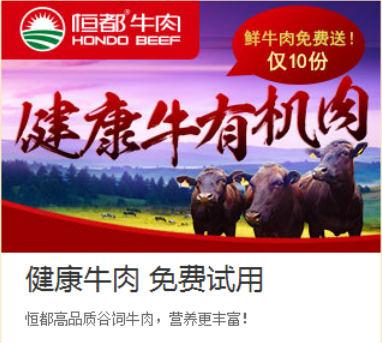 恒都牛肉
HONDO BEEF
鲜牛肉免费送！
仅10份
健康牛有机肉
健康牛肉 免费试用
恒都高品质谷词牛肉，营养更丰富！